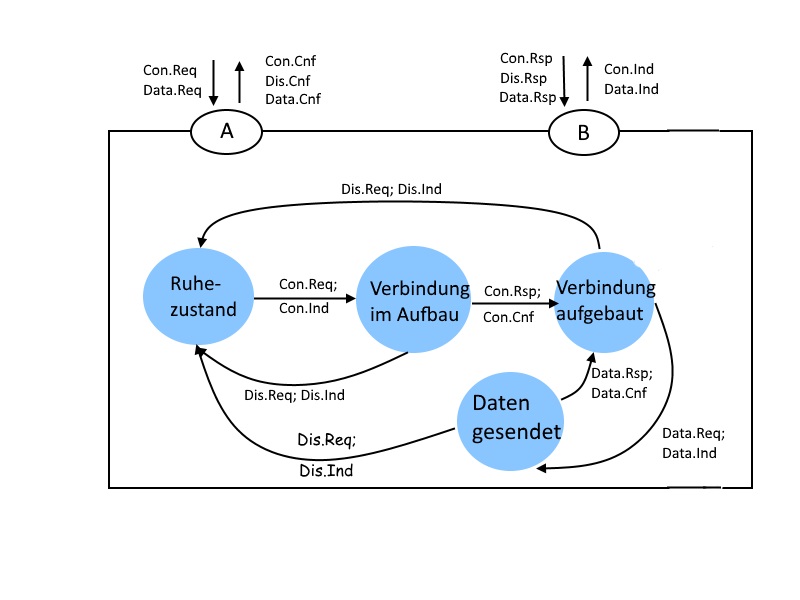 Con.Req
Data.Req
Con.Cnf
Dis.Cnf
Data.Cnf
Con.Rsp
Dis.Rsp
Data.Rsp
Con.Ind
Data.Ind
A
B
Dis.Req; Dis.Ind
Ruhe-
zustand
Con.Req;
Con.Ind
Verbindung
im Aufbau
Con.Rsp;
Con.Cnf
Verbindung
aufgebaut
Dis.Req; Dis.Ind
Data.Rsp;
Data.Cnf
Daten
gesendet
Dis.Req;
Dis.Ind
Data.Req;
Data.Ind